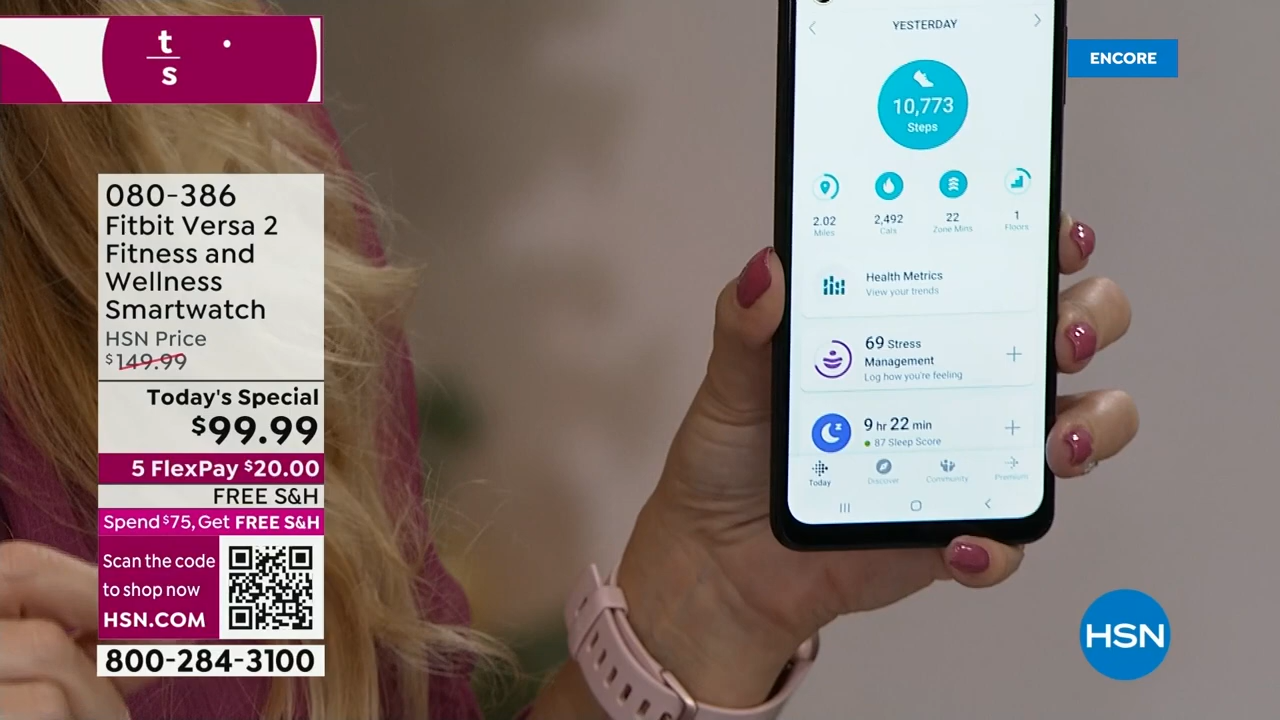 t
s
080-386
Fitbit Versa 2
Fitness and
Wellness
Smartwatch
HSN Price
$149.99
Today's Special
$99.99
5 FlexPay $20.00
FREE S&H
Spend $75, Get FREE S&H
Scan the code
to shop now
HSN.COM
800-284-3100
YESTERDAY
10,773
Steps
2.02 2,492 22 1
Miles Cals Zone Mins Floors
Health Metrics
View your trends
69 Stress
Management
Log how you're feeling
9 hr 22 min
87 Sleep Score
Today Discover Community Premium
ENCORE
HSN